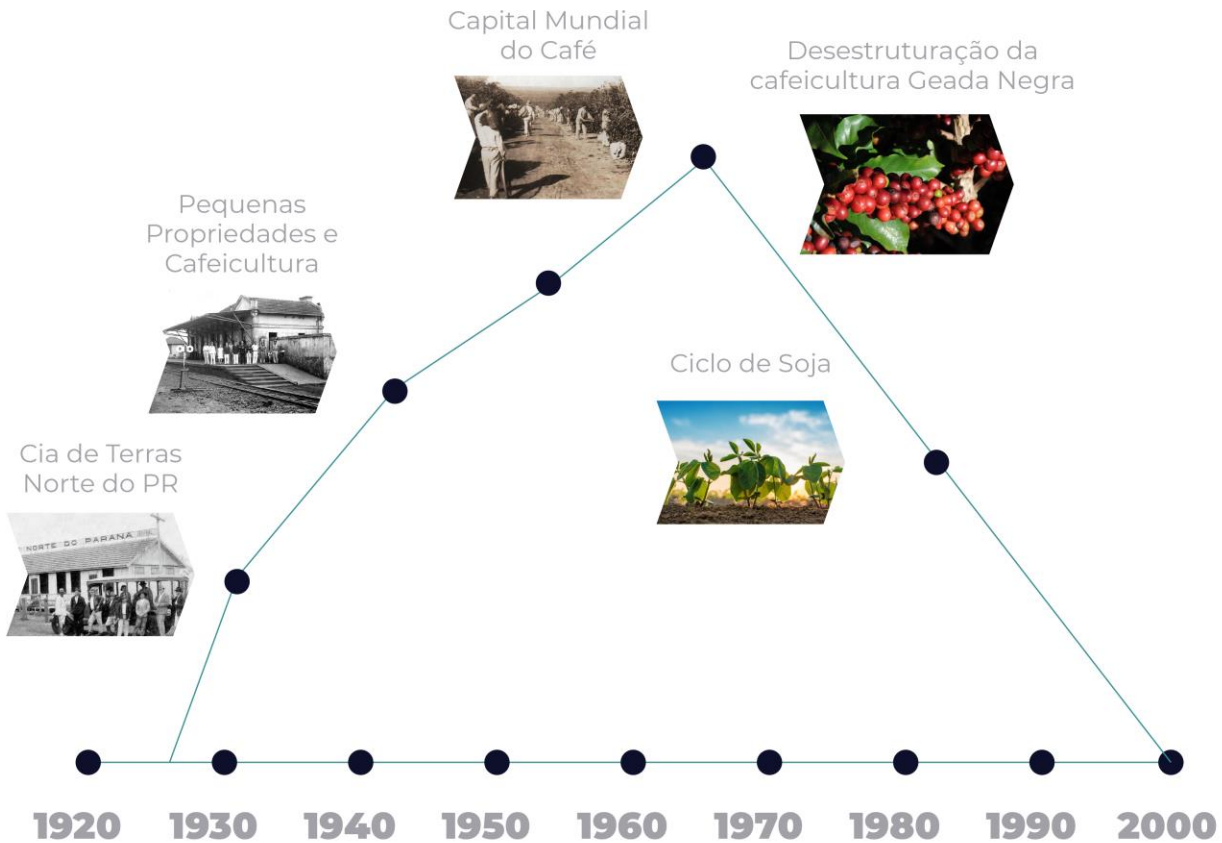 Capital Mundial
do Café
Desestruturação da
cafeicultura Geada Negra
Pequenas
Propriedades e
Cafeicultura
Ciclo de Soja
Cia de Terras
Norte do PR
NORTE DO PARANA
1920 1930 1940 1950 1960 1970 1980 1990 2000